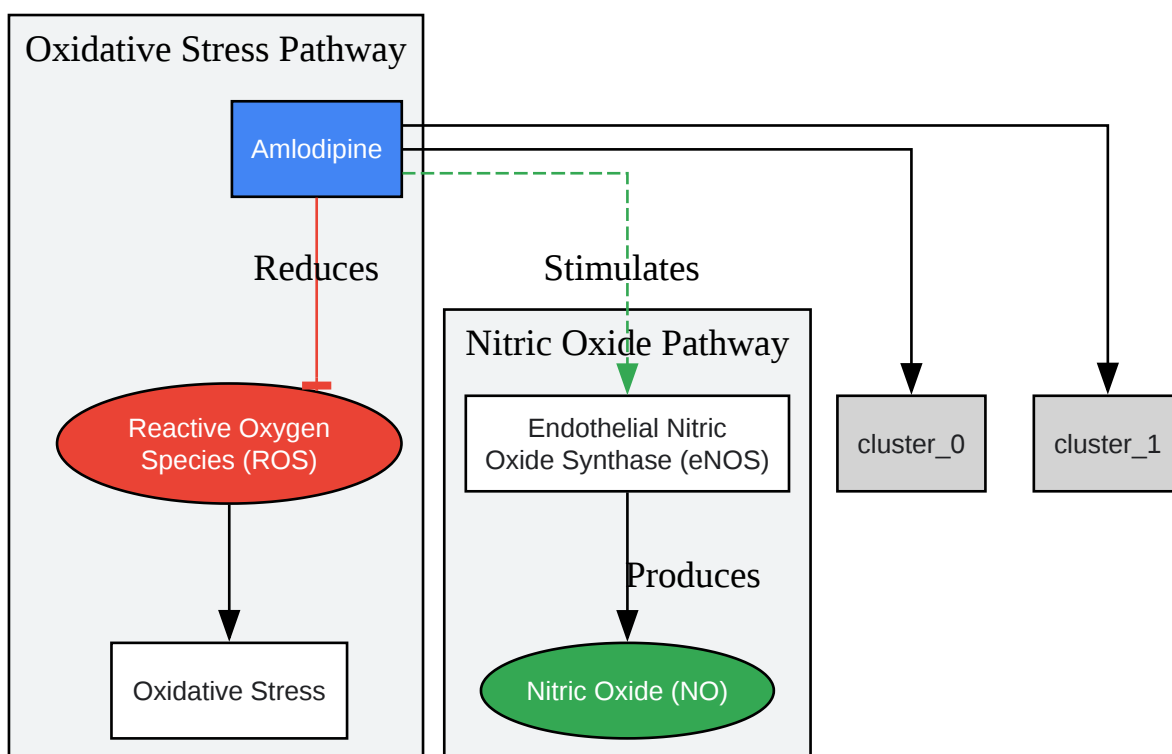 Oxidative Stress Pathway
Amlodipine
Reduces
Stimulates
Nitric Oxide Pathway
Reactive Oxygen
Species (ROS)
Endothelial Nitric
Oxide Synthase (eNOS)
cluster_0
cluster_1
Produces
Oxidative Stress
Nitric Oxide (NO)